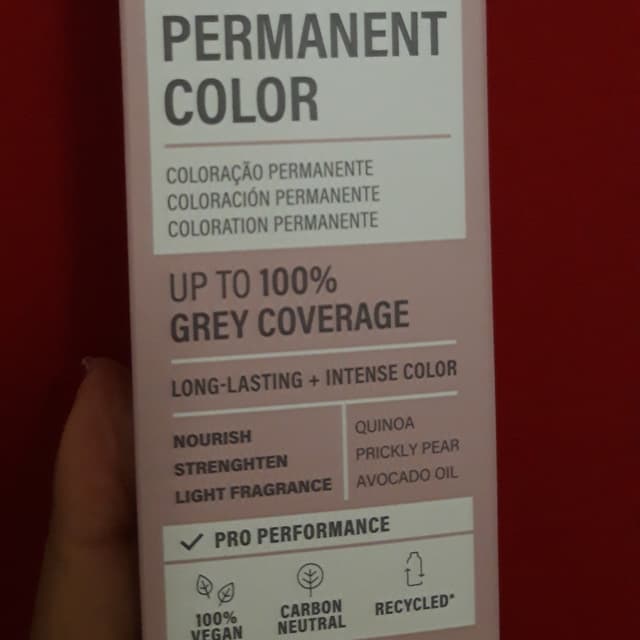 PERMANENT
COLOR
COLORAÇÃO PERMANENTE
COLORACIÓN PERMANENTE
COLORATION PERMANENTE
UP TO 100%
GREY COVERAGE
LONG-LASTING + INTENSE COLOR
NOURISH
STRENGHTEN
LIGHT FRAGRANCE
QUINOA
PRICKLY PEAR
AVOCADO OIL
PRO PERFORMANCE
100%
VEGAN
CARBON
NEUTRAL
RECYCLED*